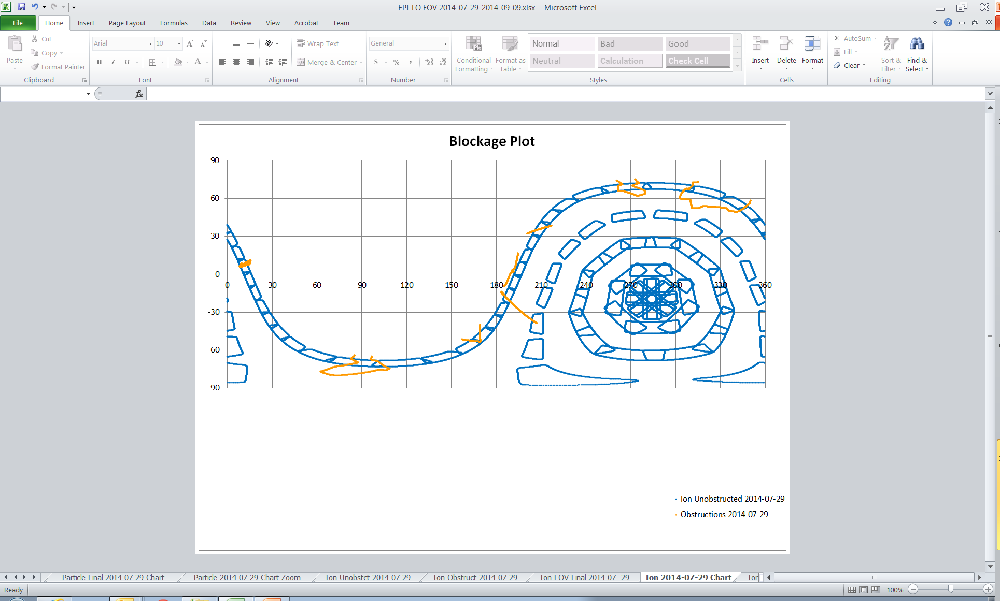 EPI-LO FOV 2014-07-29_2014-09-09.xlsx - Microsoft Excel
File Home Insert Page Layout Formulas Data Review View Acrobat Team
Cut
Copy
Format Painter
Paste
Clipboard
Arial 10
B I U A
Font
Wrap Text
Merge & Center
Alignment
General
$ % ,
Number
Conditional Formatting
Format as Table
Normal Bad Good
Neutral Calculation Check Cell
Styles
Insert Delete Format
Cells
Σ AutoSum
Fill
Clear
Sort & Filter
Find & Select
Editing
fx
Blockage Plot
90
60
30
0
0 30 60 90 120 150 180 210 240 270 300 330 360
-30
-60
-90
Ion Unobstructed 2014-07-29
Obstructions 2014-07-29
Particle Final 2014-07-29 Chart Particle 2014-07-29 Chart Zoom Ion Unobstct 2014-07-29 Ion Obstruct 2014-07-29 Ion FOV Final 2014-07- 29 Ion 2014-07-29 Chart Ion
Ready 100%